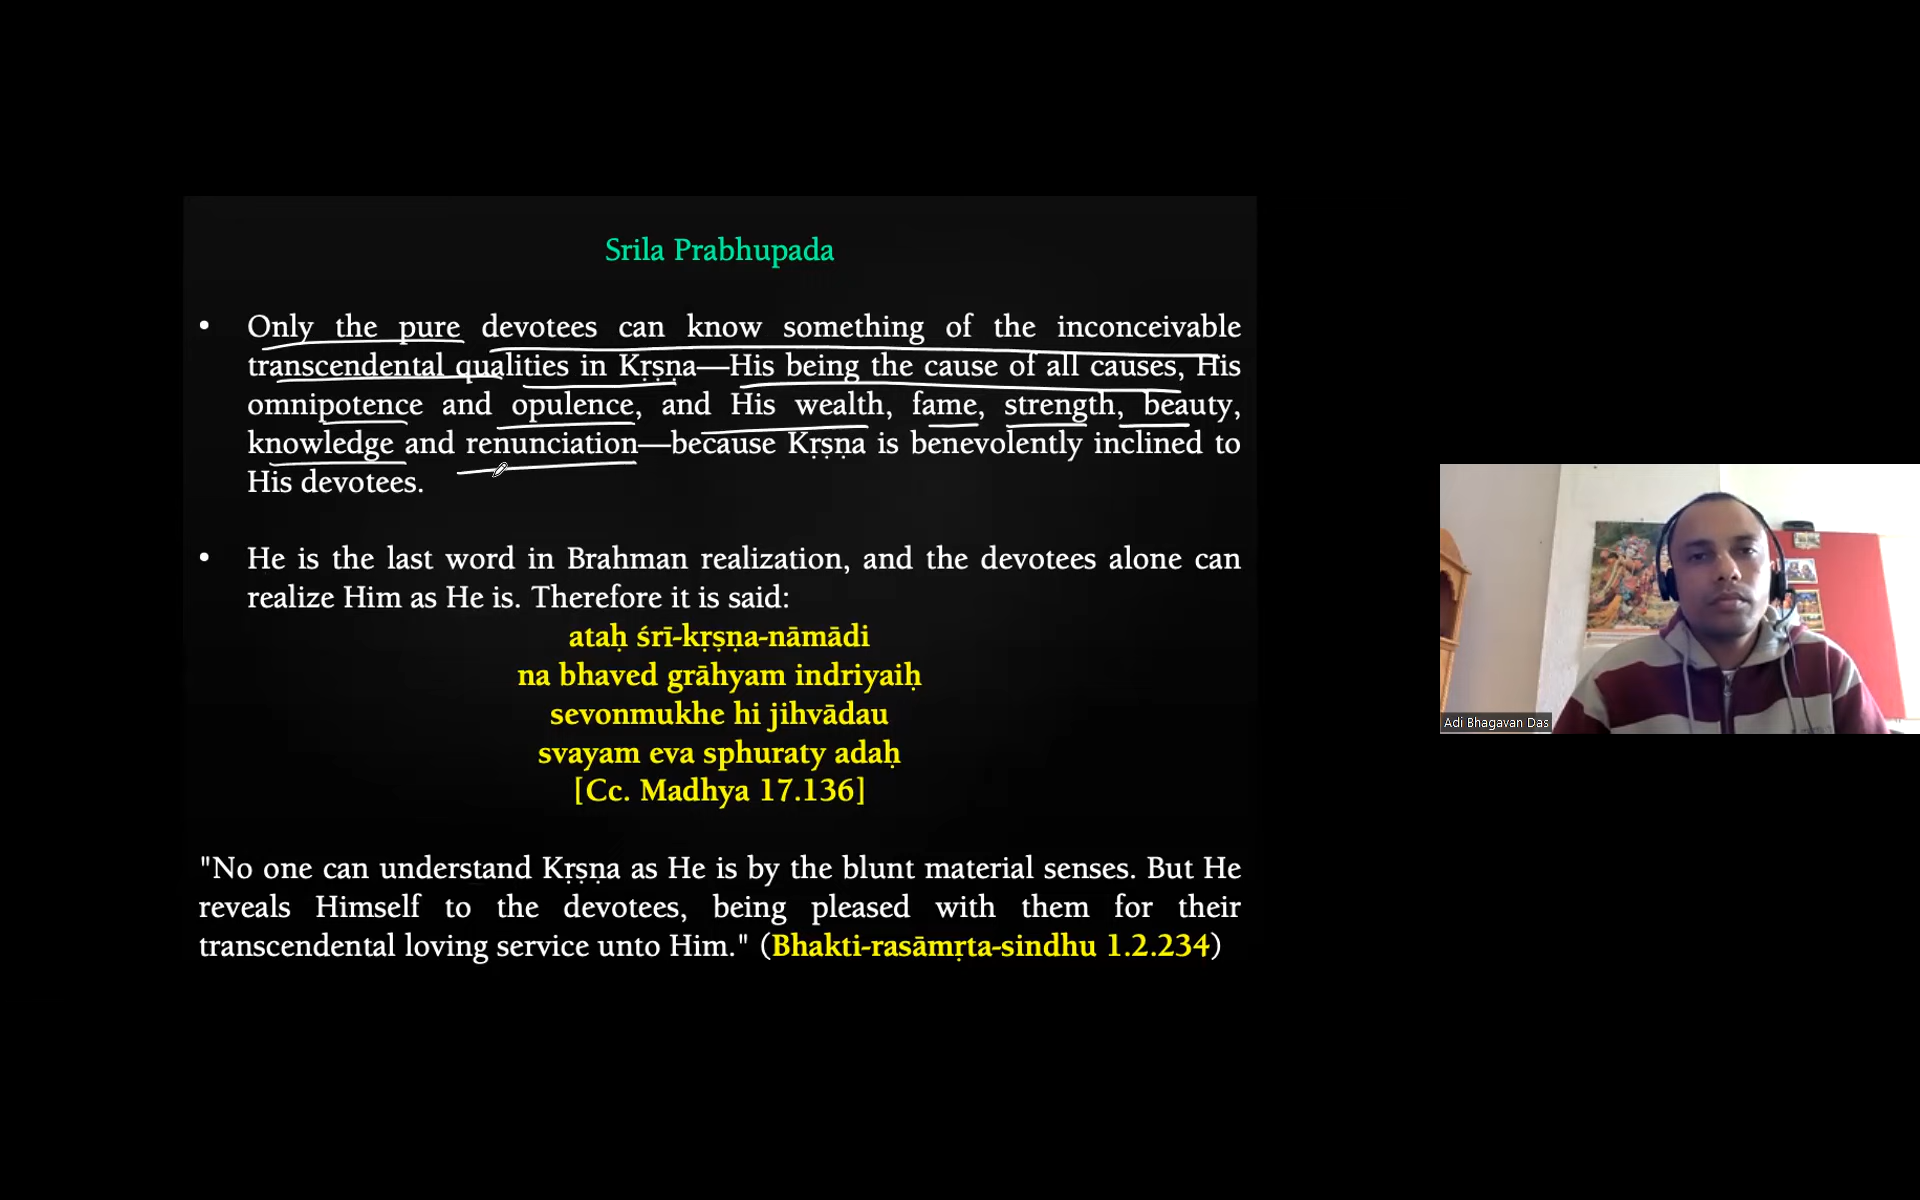 Srila Prabhupada
• Only the pure devotees can know something of the inconceivable
transcendental qualities in Kṛṣṇa—His being the cause of all causes, His
omnipotence and opulence, and His wealth, fame, strength, beauty,
knowledge and renunciation—because Kṛṣṇa is benevolently inclined to
His devotees.
• He is the last word in Brahman realization, and the devotees alone can
realize Him as He is. Therefore it is said:
ataḥ śrī-kṛṣṇa-nāmādi
na bhaved grāhyam indriyaiḥ
sevonmukhe hi jihvādau
svayam eva sphuraty adaḥ
[Cc. Madhya 17.136]
"No one can understand Kṛṣṇa as He is by the blunt material senses. But He
reveals Himself to the devotees, being pleased with them for their
transcendental loving service unto Him." (Bhakti-rasāmṛta-sindhu 1.2.234)
Adi Bhagavan Das